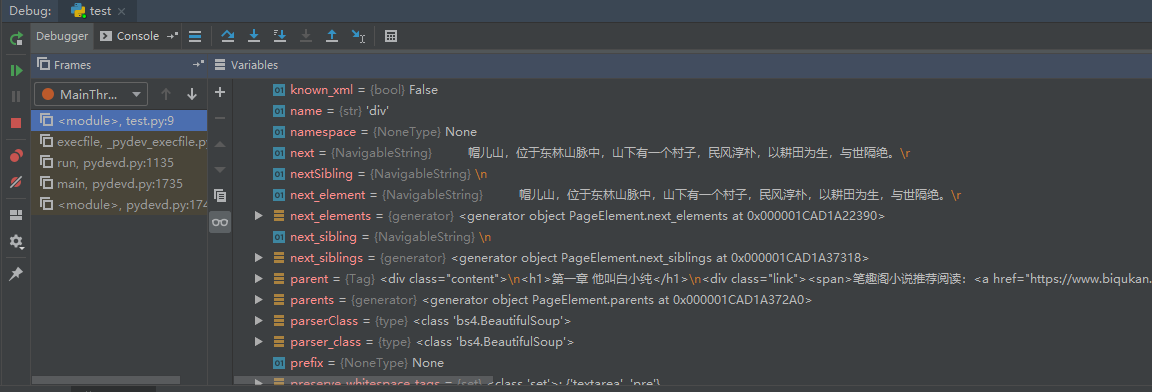 Debug: test
Debugger Console
Frames Variables
MainThr...
<module>, test.py:9
execfile, _pydev_execfile.py
run, pydevd.py:1135
main, pydevd.py:1735
<module>, pydevd.py:174
known_xml = {bool} False
name = {str} 'div'
namespace = {NoneType} None
next = {NavigableString} 帽儿山，位于东林山脉中，山下有一个村子，民风淳朴，以耕田为生，与世隔绝。\r
nextSibling = {NavigableString} \n
next_element = {NavigableString} 帽儿山，位于东林山脉中，山下有一个村子，民风淳朴，以耕田为生，与世隔绝。\r
next_elements = {generator} <generator object PageElement.next_elements at 0x000001CAD1A22390>
next_sibling = {NavigableString} \n
next_siblings = {generator} <generator object PageElement.next_siblings at 0x000001CAD1A37318>
parent = {Tag} <div class="content">\n<h1>第一章 他叫白小纯</h1>\n<div class="link"><span>笔趣阁小说推荐阅读：<a href="https://www.biqukan.
parents = {generator} <generator object PageElement.parents at 0x000001CAD1A372A0>
parserClass = {type} <class 'bs4.BeautifulSoup'>
parser_class = {type} <class 'bs4.BeautifulSoup'>
prefix = {NoneType} None
preserve_whitespace_tags = {set} <class 'set'>: {'textarea', 'pre'}